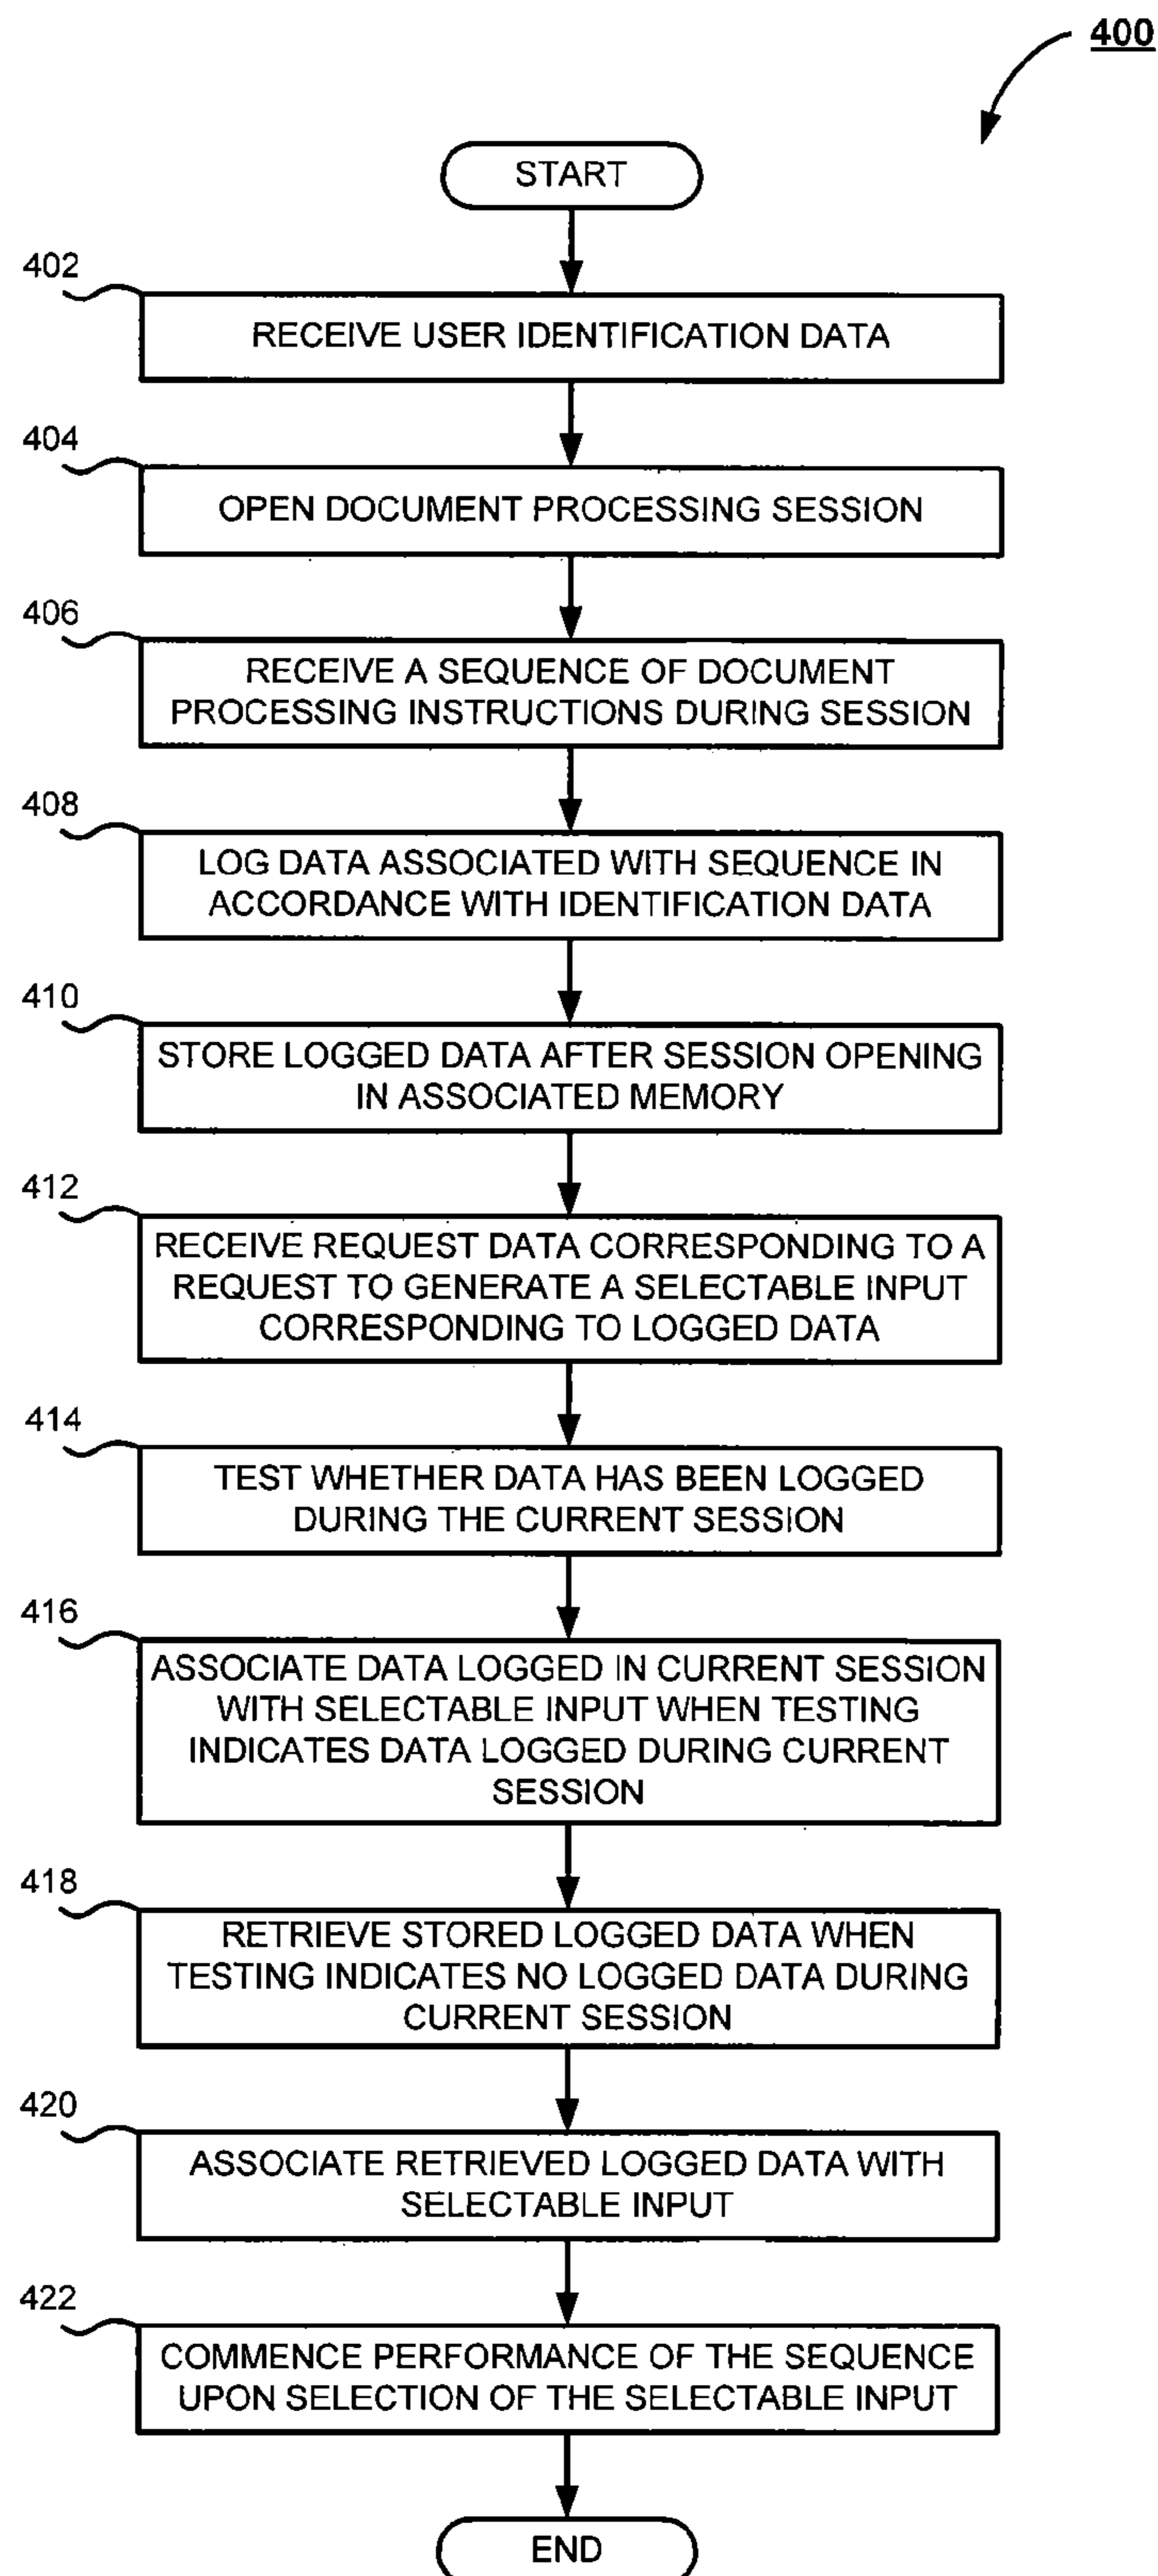 400
START
402
RECEIVE USER IDENTIFICATION DATA
404
OPEN DOCUMENT PROCESSING SESSION
406
RECEIVE A SEQUENCE OF DOCUMENT
PROCESSING INSTRUCTIONS DURING SESSION
408
LOG DATA ASSOCIATED WITH SEQUENCE IN
ACCORDANCE WITH IDENTIFICATION DATA
410
STORE LOGGED DATA AFTER SESSION OPENING
IN ASSOCIATED MEMORY
412
RECEIVE REQUEST DATA CORRESPONDING TO A
REQUEST TO GENERATE A SELECTABLE INPUT
CORRESPONDING TO LOGGED DATA
414
TEST WHETHER DATA HAS BEEN LOGGED
DURING THE CURRENT SESSION
416
ASSOCIATE DATA LOGGED IN CURRENT SESSION
WITH SELECTABLE INPUT WHEN TESTING
INDICATES DATA LOGGED DURING CURRENT
SESSION
418
RETRIEVE STORED LOGGED DATA WHEN
TESTING INDICATES NO LOGGED DATA DURING
CURRENT SESSION
420
ASSOCIATE RETRIEVED LOGGED DATA WITH
SELECTABLE INPUT
422
COMMENCE PERFORMANCE OF THE SEQUENCE
UPON SELECTION OF THE SELECTABLE INPUT
END